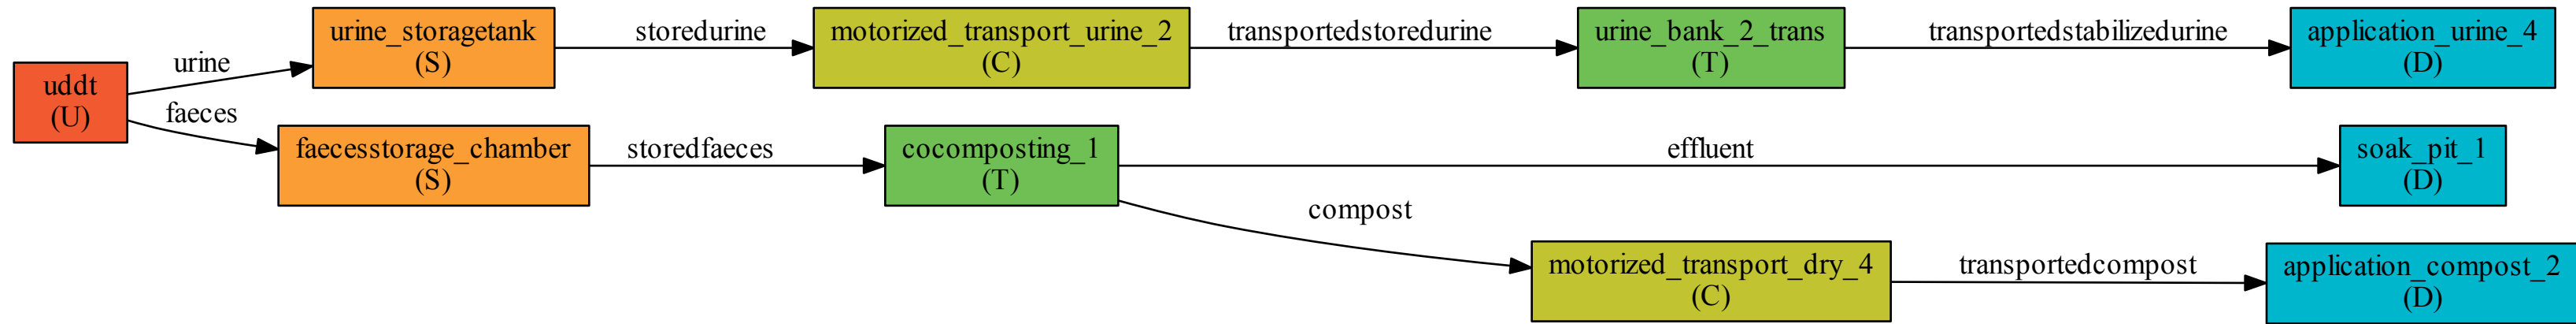 uddt
(U)
urine
faeces
urine_storagetank
(S)
storedurine
motorized_transport_urine_2
(C)
transportedstoredurine
urine_bank_2_trans
(T)
transportedstabilizedurine
application_urine_4
(D)
faecesstorage_chamber
(S)
storedfaeces
cocomposting_1
(T)
effluent
soak_pit_1
(D)
compost
motorized_transport_dry_4
(C)
transportedcompost
application_compost_2
(D)